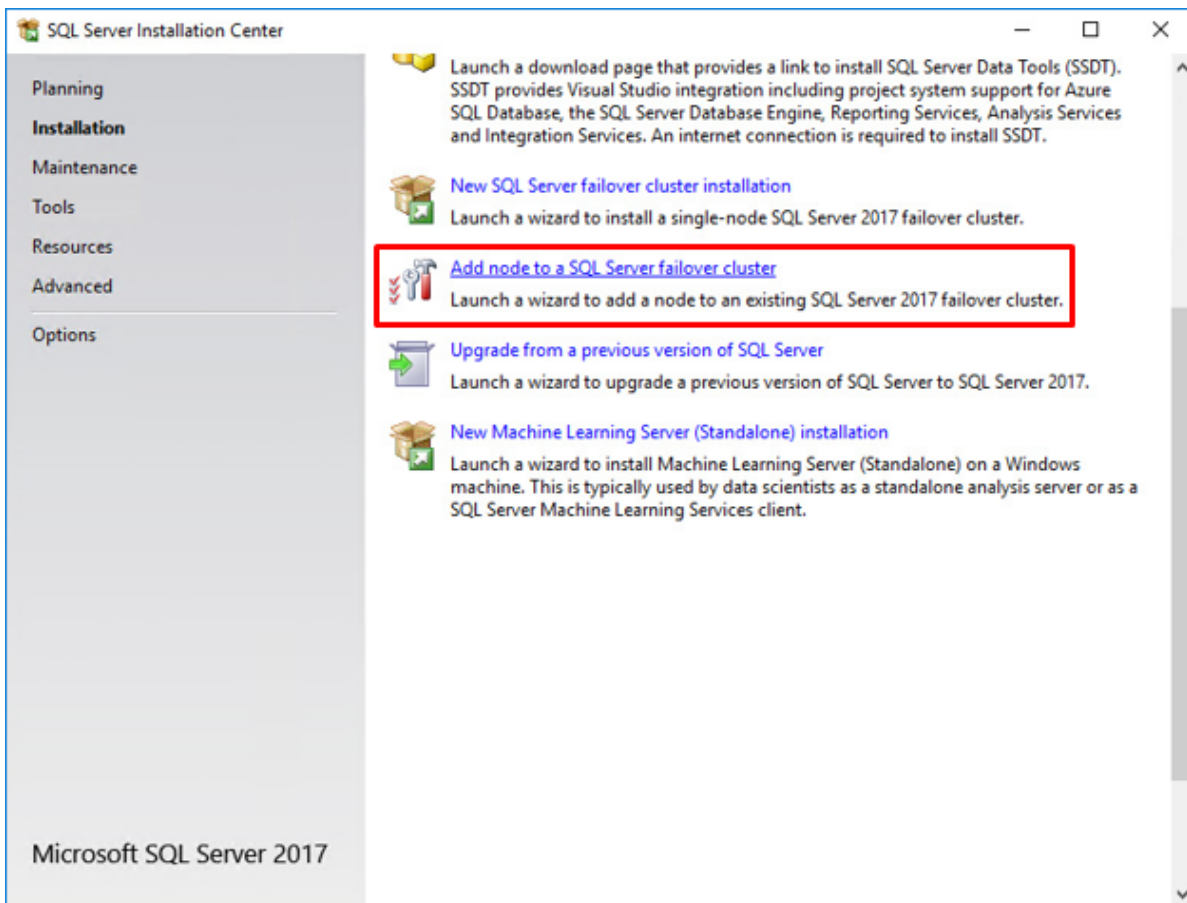 SQL Server Installation Center
Planning
Installation
Maintenance
Tools
Resources
Advanced
Options
Microsoft SQL Server 2017
Launch a download page that provides a link to install SQL Server Data Tools (SSDT).
SSDT provides Visual Studio integration including project system support for Azure
SQL Database, the SQL Server Database Engine, Reporting Services, Analysis Services
and Integration Services. An internet connection is required to install SSDT.
New SQL Server failover cluster installation
Launch a wizard to install a single-node SQL Server 2017 failover cluster.
Add node to a SQL Server failover cluster
Launch a wizard to add a node to an existing SQL Server 2017 failover cluster.
Upgrade from a previous version of SQL Server
Launch a wizard to upgrade a previous version of SQL Server to SQL Server 2017.
New Machine Learning Server (Standalone) installation
Launch a wizard to install Machine Learning Server (Standalone) on a Windows
machine. This is typically used by data scientists as a standalone analysis server or as a
SQL Server Machine Learning Services client.